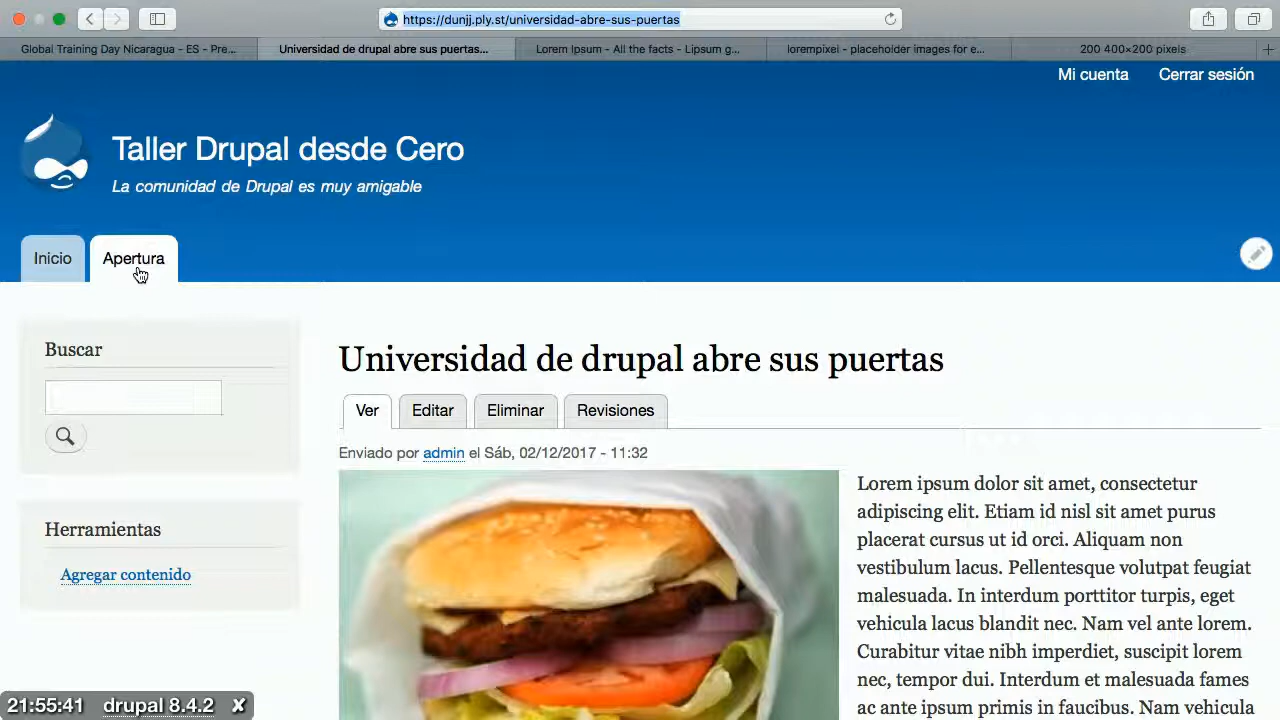 https://dunjj.ply.st/universidad-abre-sus-puertas
Global Training Day Nicaragua – ES - Pre...
Universidad de drupal abre sus puertas...
Lorem Ipsum - All the facts - Lipsum g...
lorempixel - placeholder images for e...
200 400×200 pixels
Mi cuenta
Cerrar sesión
Taller Drupal desde Cero
La comunidad de Drupal es muy amigable
Inicio
Apertura
Buscar
Universidad de drupal abre sus puertas
Ver
Editar
Eliminar
Revisiones
Enviado por admin el Sáb, 02/12/2017 - 11:32
Herramientas
Agregar contenido
Lorem ipsum dolor sit amet, consectetur
adipiscing elit. Etiam id nisl sit amet purus
placerat cursus ut id orci. Aliquam non
vestibulum lacus. Pellentesque volutpat feugiat
malesuada. In interdum porttitor turpis, eget
vehicula lacus blandit nec. Nam vel ante lorem.
Curabitur vitae nibh imperdiet, suscipit lorem
nec, tempor dui. Interdum et malesuada fames
ac ante ipsum primis in faucibus. Nam vehicula
21:55:41 drupal 8.4.2 ✘